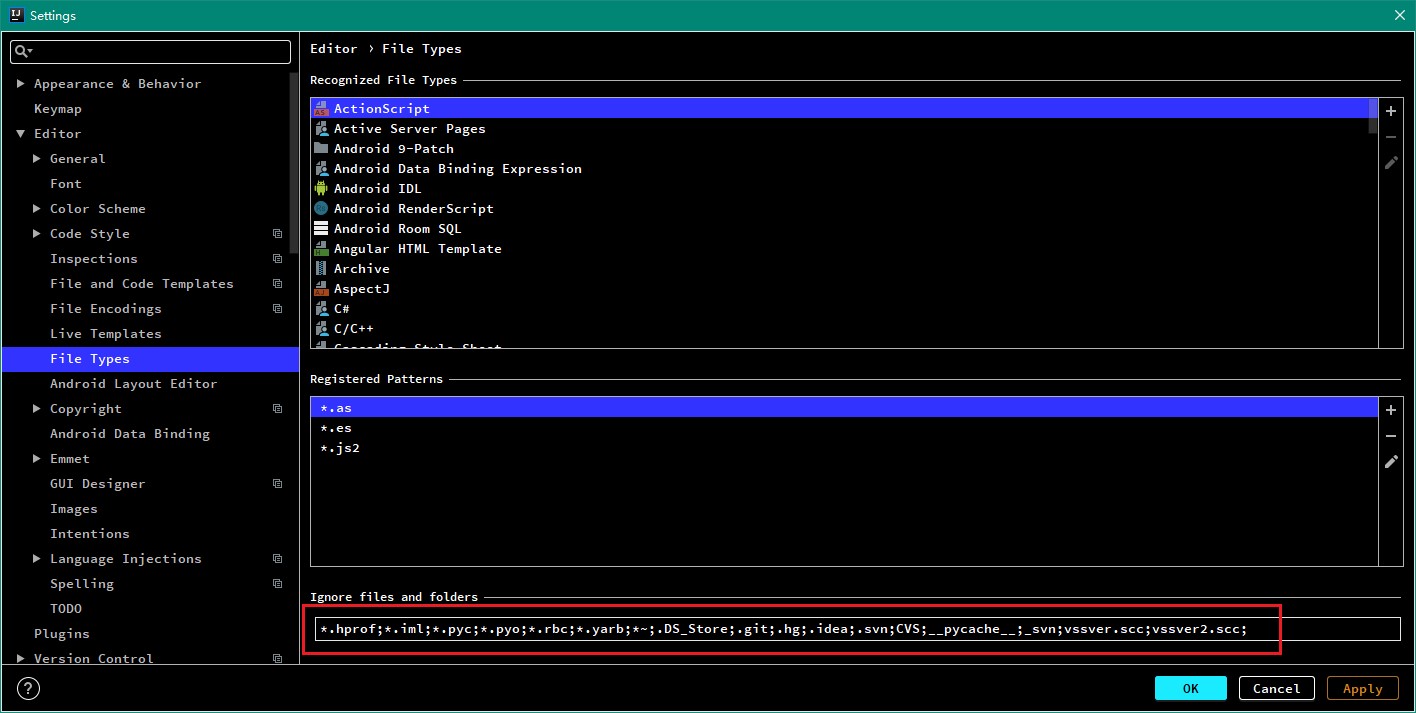 Settings
Appearance & Behavior
Keymap
Editor
General
Font
Color Scheme
Code Style
Inspections
File and Code Templates
File Encodings
Live Templates
File Types
Android Layout Editor
Copyright
Android Data Binding
Emmet
GUI Designer
Images
Intentions
Language Injections
Spelling
TODO
Plugins
Version Control
Editor › File Types
Recognized File Types
ActionScript
Active Server Pages
Android 9-Patch
Android Data Binding Expression
Android IDL
Android RenderScript
Android Room SQL
Angular HTML Template
Archive
AspectJ
C#
C/C++
Cascading Style Sheet
Registered Patterns
*.as
*.es
*.js2
Ignore files and folders
*.hprof;*.iml;*.pyc;*.pyo;*.rbc;*.yarb;*~;.DS_Store;.git;.hg;.idea;.svn;CVS;__pycache__;_svn;vssver.scc;vssver2.scc;
?
OK
Cancel
Apply